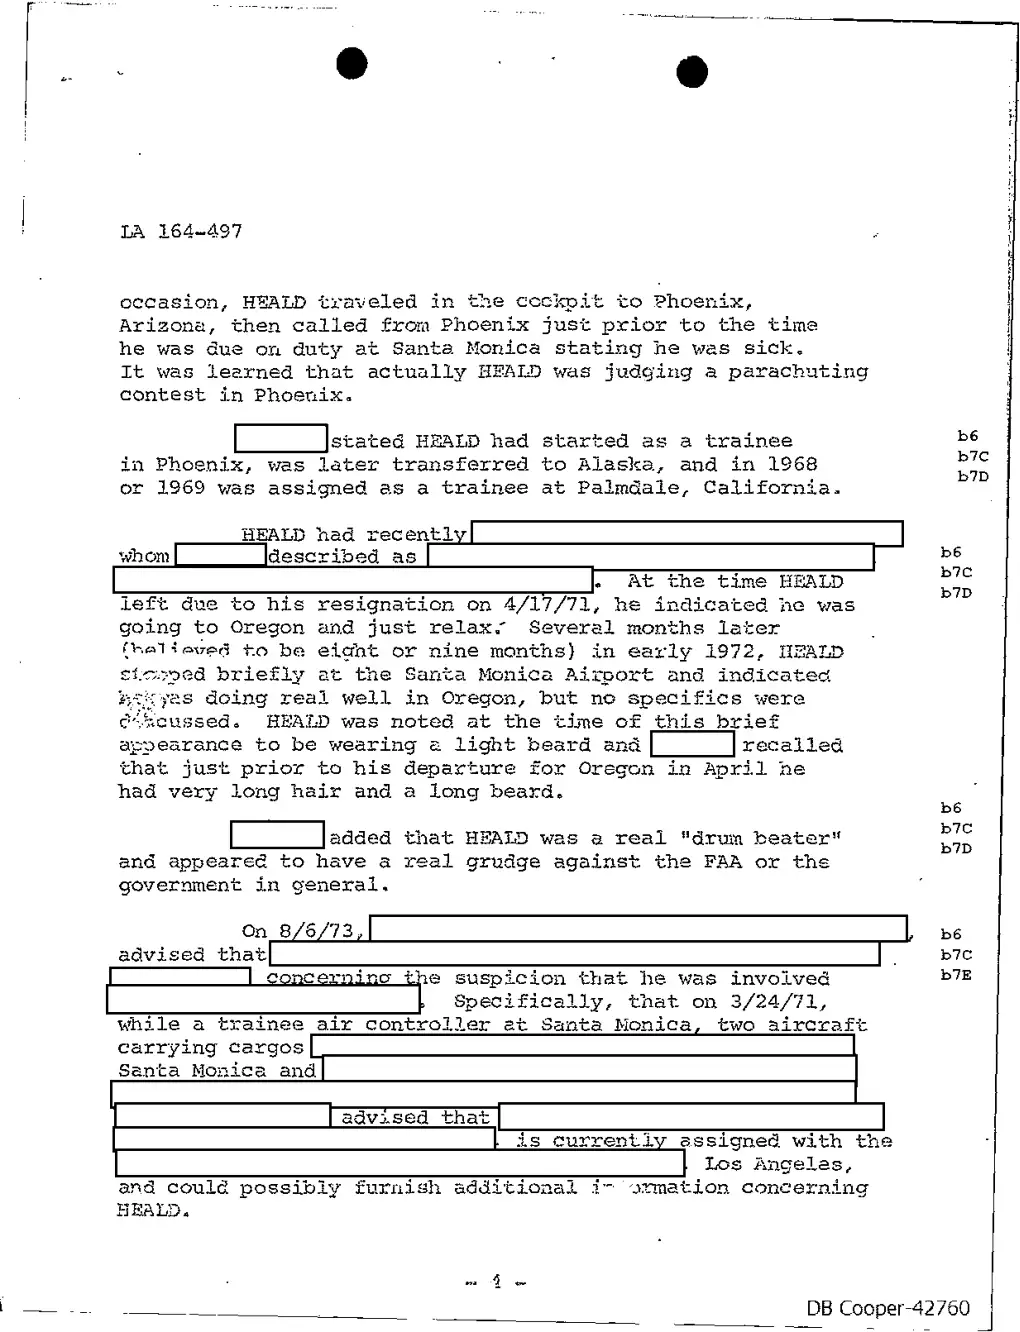 LA 164-497
occasion, HEALD traveled in the cockpit to Phoenix,
Arizona, then called from Phoenix just prior to the time
he was due on duty at Santa Monica stating he was sick.
It was learned that actually HEALD was judging a parachuting
contest in Phoenix.
stated HEALD had started as a trainee
in Phoenix, was later transferred to Alaska, and in 1968
or 1969 was assigned as a trainee at Palmdale, California.
b6
b7C
b7D
HEALD had recently
whom described as
. At the time HEALD
left due to his resignation on 4/17/71, he indicated he was
going to Oregon and just relax. Several months later
(believed to be eight or nine months) in early 1972, HEALD
stopped briefly at the Santa Monica Airport and indicated
was doing real well in Oregon, but no specifics were
discussed. HEALD was noted at the time of this brief
appearance to be wearing a light beard and recalled
that just prior to his departure for Oregon in April he
had very long hair and a long beard.
b6
b7C
b7D
added that HEALD was a real "drum beater"
and appeared to have a real grudge against the FAA or the
government in general.
b6
b7C
b7D
On 8/6/73, ,
advised that
concerning the suspicion that he was involved
. Specifically, that on 3/24/71,
while a trainee air controller at Santa Monica, two aircraft
carrying cargos
Santa Monica and
advised that
is currently assigned with the
Los Angeles,
and could possibly furnish additional information concerning
HEALD.
b6
b7C
b7E
- 4 -
DB Cooper-42760